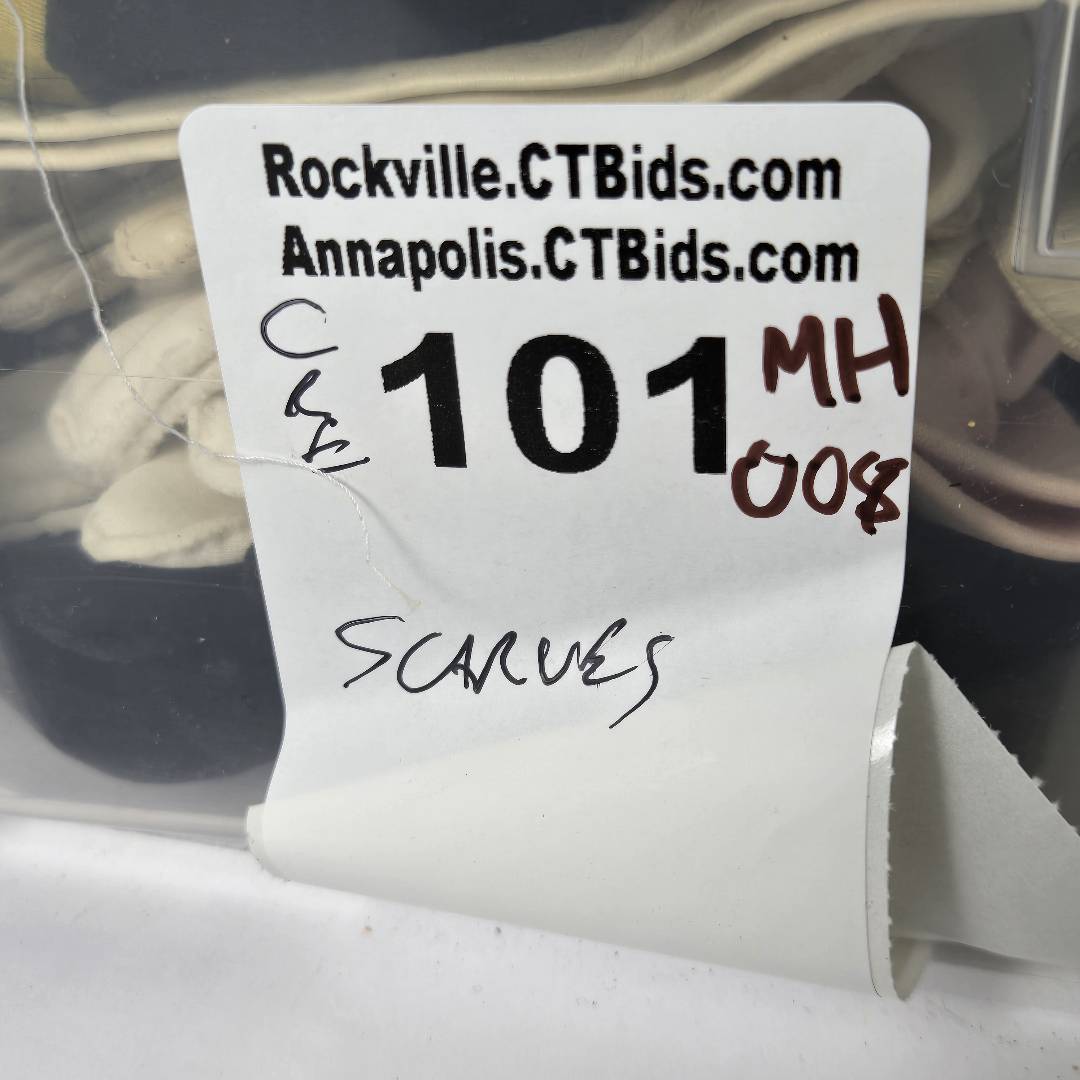 Rockville.CTBids.com
Annapolis.CTBids.com
C
101
MH
008
SCARVES